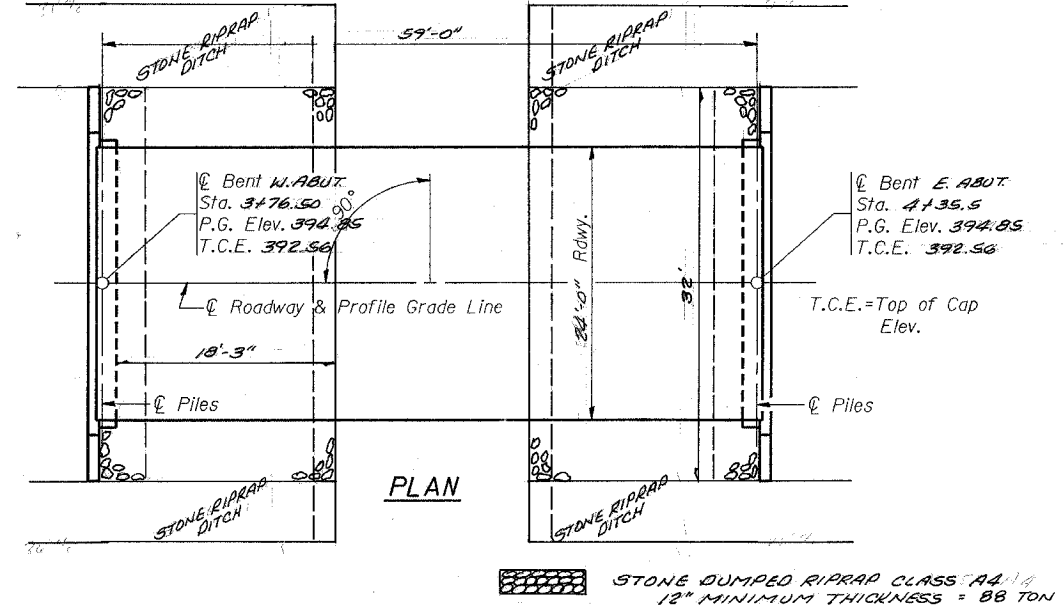 STONE RIPRAP
DITCH
59'-0"
STONE RIPRAP
DITCH
℄ Bent W. ABUT.
Sta. 3+76.50
P.G. Elev. 394.85
T.C.E. 392.56
90°
℄ Bent E. ABUT.
Sta. 4+35.5
P.G. Elev. 394.85
T.C.E. 392.56
24'-0" Rdwy.
32'
℄ Roadway & Profile Grade Line
T.C.E.=Top of Cap
Elev.
18'-3"
℄ Piles
℄ Piles
PLAN
STONE RIPRAP
DITCH
STONE RIPRAP
DITCH
STONE DUMPED RIPRAP CLASS A4
12" MINIMUM THICKNESS = 88 TON